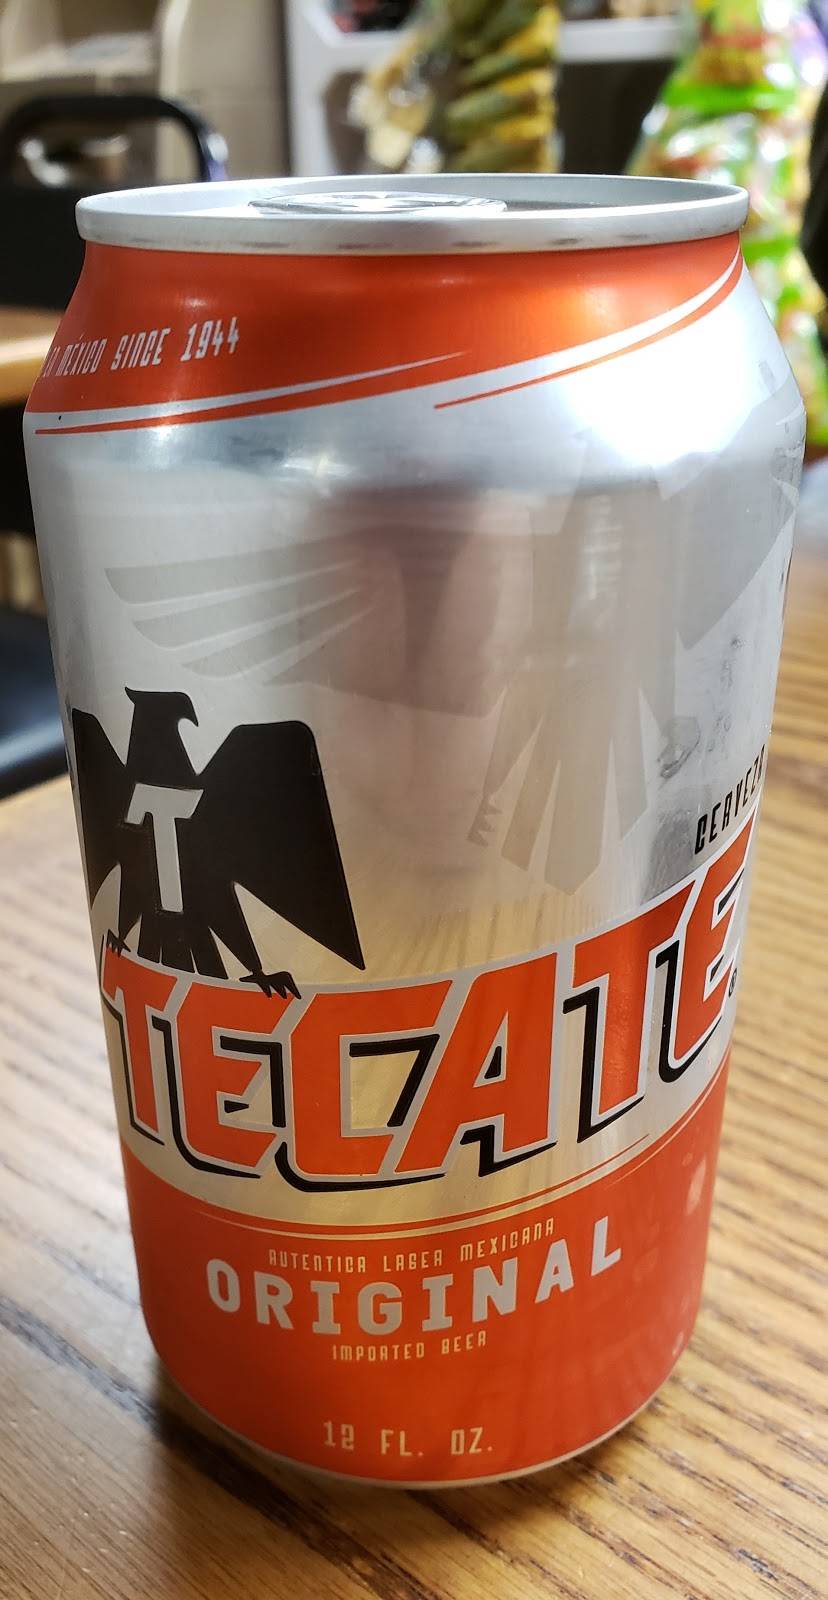 MÉXICO SINCE 1944
T
CERVEZA
TECATE
®
AUTENTICA LAGER MEXICANA
ORIGINAL
IMPORTED BEER
12 FL. OZ.